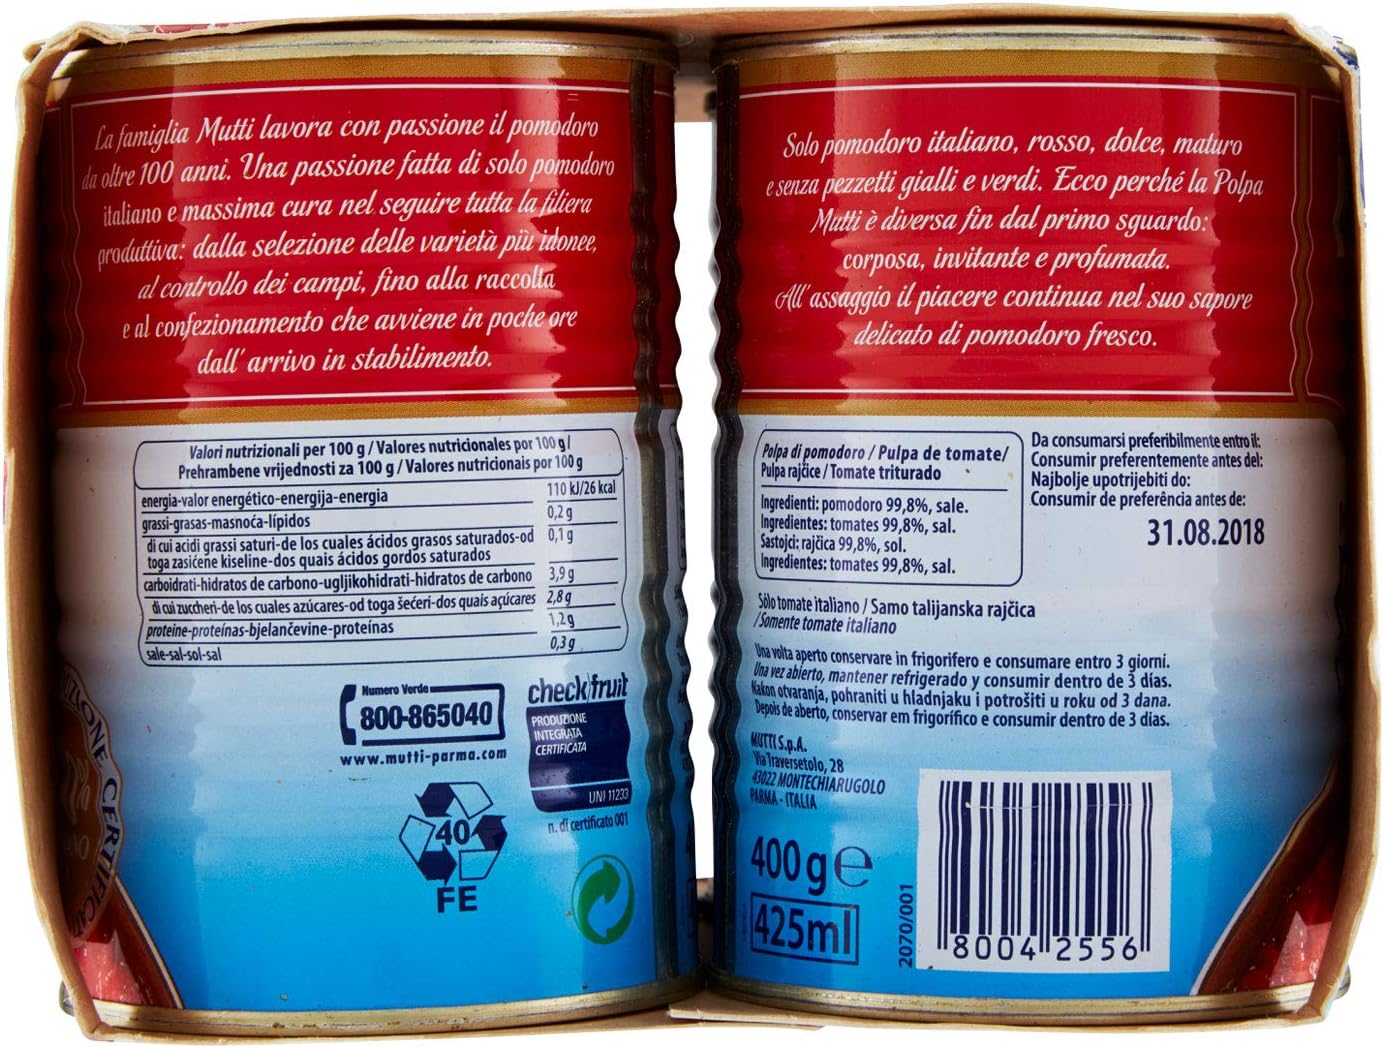 La famiglia Mutti lavora con passione il pomodoro
da oltre 100 anni. Una passione fatta di solo pomodoro
italiano e massima cura nel seguire tutta la filiera
produttiva: dalla selezione delle varietà più idonee,
al controllo dei campi, fino alla raccolta
e al confezionamento che avviene in poche ore
dall' arrivo in stabilimento.
Valori nutrizionali per 100 g / Valores nutricionales por 100 g /
Prehrambene vrijednosti za 100 g / Valores nutricionais por 100 g
energia-valor energético-energija-energia 110 kJ/26 kcal
grassi-grasas-masnoća-lípidos 0,2 g
di cui acidi grassi saturi-de los cuales ácidos grasos saturados-od 0,1 g
toga zasićene kiseline-dos quais ácidos gordos saturados
carboidrati-hidratos de carbono-ugljikohidrati-hidratos de carbono 3,9 g
di cui zuccheri-de los cuales azúcares-od toga šećeri-dos quais açúcares 2,8 g
proteine-proteínas-bjelančevine-proteínas 1,2 g
sale-sal-sol-sal 0,3 g
Numero Verde
800-865040
www.mutti-parma.com
check fruit
PRODUZIONE
INTEGRATA
CERTIFICATA
UNI 11233
n. di certificato 001
40
FE
Solo pomodoro italiano, rosso, dolce, maturo
e senza pezzetti gialli e verdi. Ecco perché la Polpa
Mutti è diversa fin dal primo sguardo:
corposa, invitante e profumata.
All' assaggio il piacere continua nel suo sapore
delicato di pomodoro fresco.
Polpa di pomodoro / Pulpa de tomate/
Pulpa rajčice / Tomate triturado
Ingredienti: pomodoro 99,8%, sale.
Ingredientes: tomates 99,8%, sal.
Sastojci: rajčica 99,8%, sol.
Ingredientes: tomates 99,8%, sal.
Da consumarsi preferibilmente entro il:
Consumir preferentemente antes del:
Najbolje upotrijebiti do:
Consumir de preferência antes de:
31.08.2018
Sólo tomate italiano / Samo talijanska rajčica
/Somente tomate italiano
Una volta aperto conservare in frigorifero e consumare entro 3 giorni.
Una vez abierto, mantener refrigerado y consumir dentro de 3 días.
Nakon otvaranja, pohraniti u hladnjaku i potrošiti u roku od 3 dana.
Depois de aberto, conservar em frigorífico e consumir dentro de 3 días.
MUTTI S.p.A.
Via Traversetolo, 28
43022 MONTECHIARUGOLO
PARMA - ITALIA
400 g e
425ml
2070/001
80042556